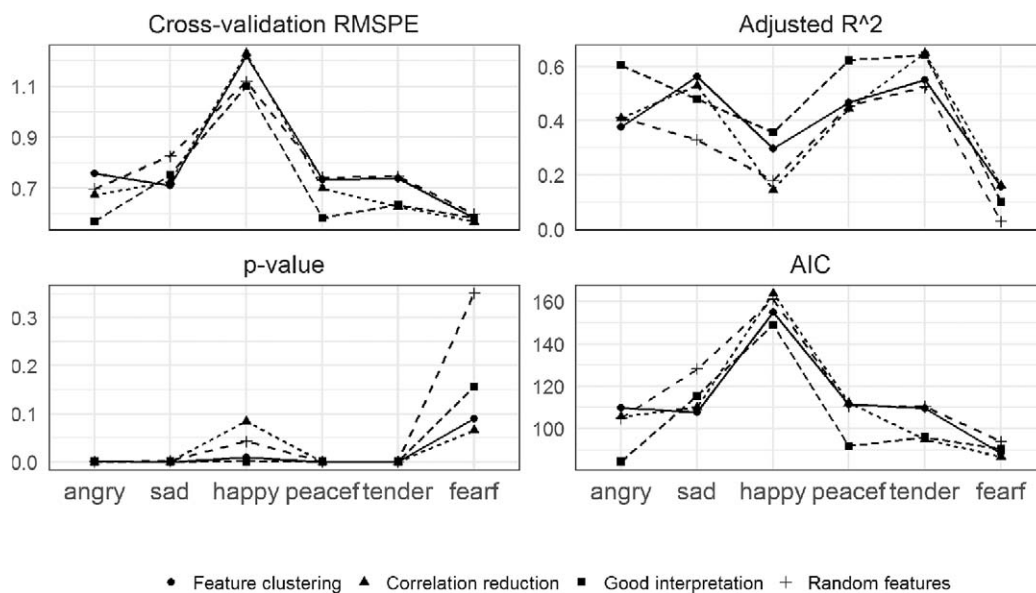 Cross-validation RMSPE
1.1
0.9
0.7
Adjusted R^2
0.6
0.4
0.2
0.0
p-value
0.3
0.2
0.1
0.0
angry sad happy peacef tender fearf
AIC
160
140
120
100
angry sad happy peacef tender fearf
Feature clustering Correlation reduction Good interpretation Random features